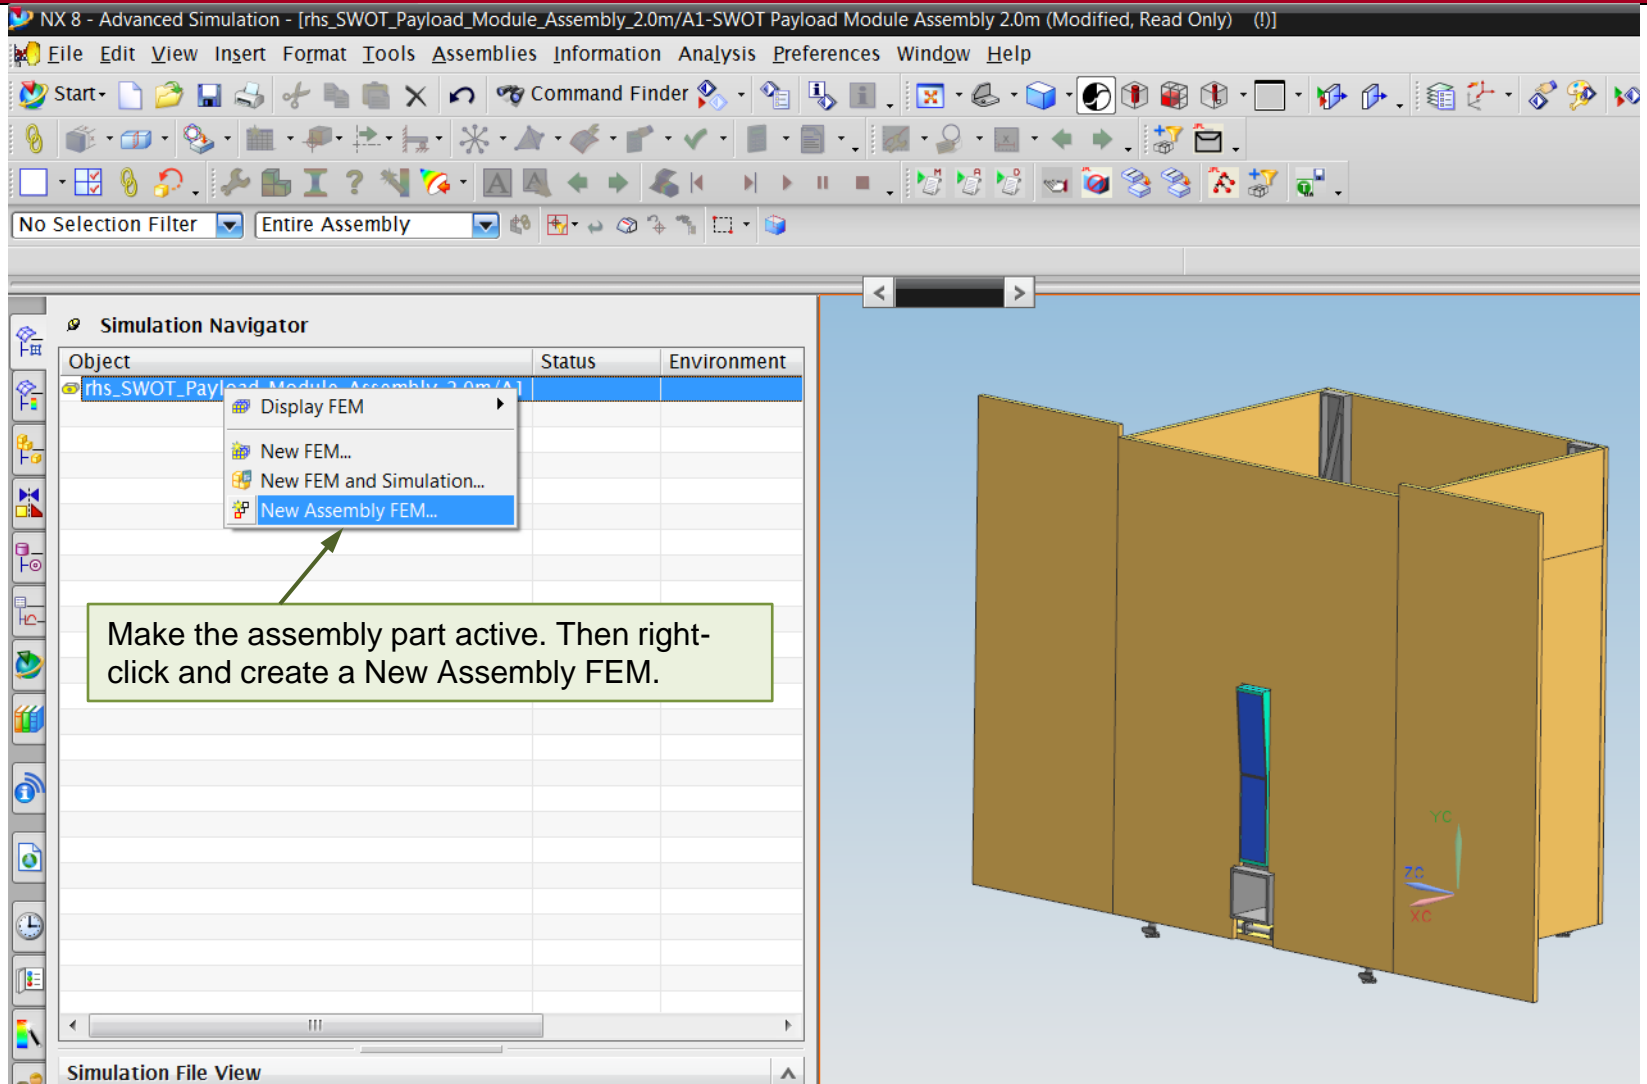 NX 8 - Advanced Simulation - [rhs_SWOT_Payload_Module_Assembly_2.0m/A1-SWOT Payload Module Assembly 2.0m (Modified, Read Only) (!)]
File Edit View Insert Format Tools Assemblies Information Analysis Preferences Window Help
Start Command Finder
No Selection Filter Entire Assembly
Simulation Navigator
Object Status Environment
rhs_SWOT_Payload_Module_Assembly_2.0m/A1
Display FEM
New FEM...
New FEM and Simulation...
New Assembly FEM...
Make the assembly part active. Then right-
click and create a New Assembly FEM.
YC
ZC
XC
Simulation File View